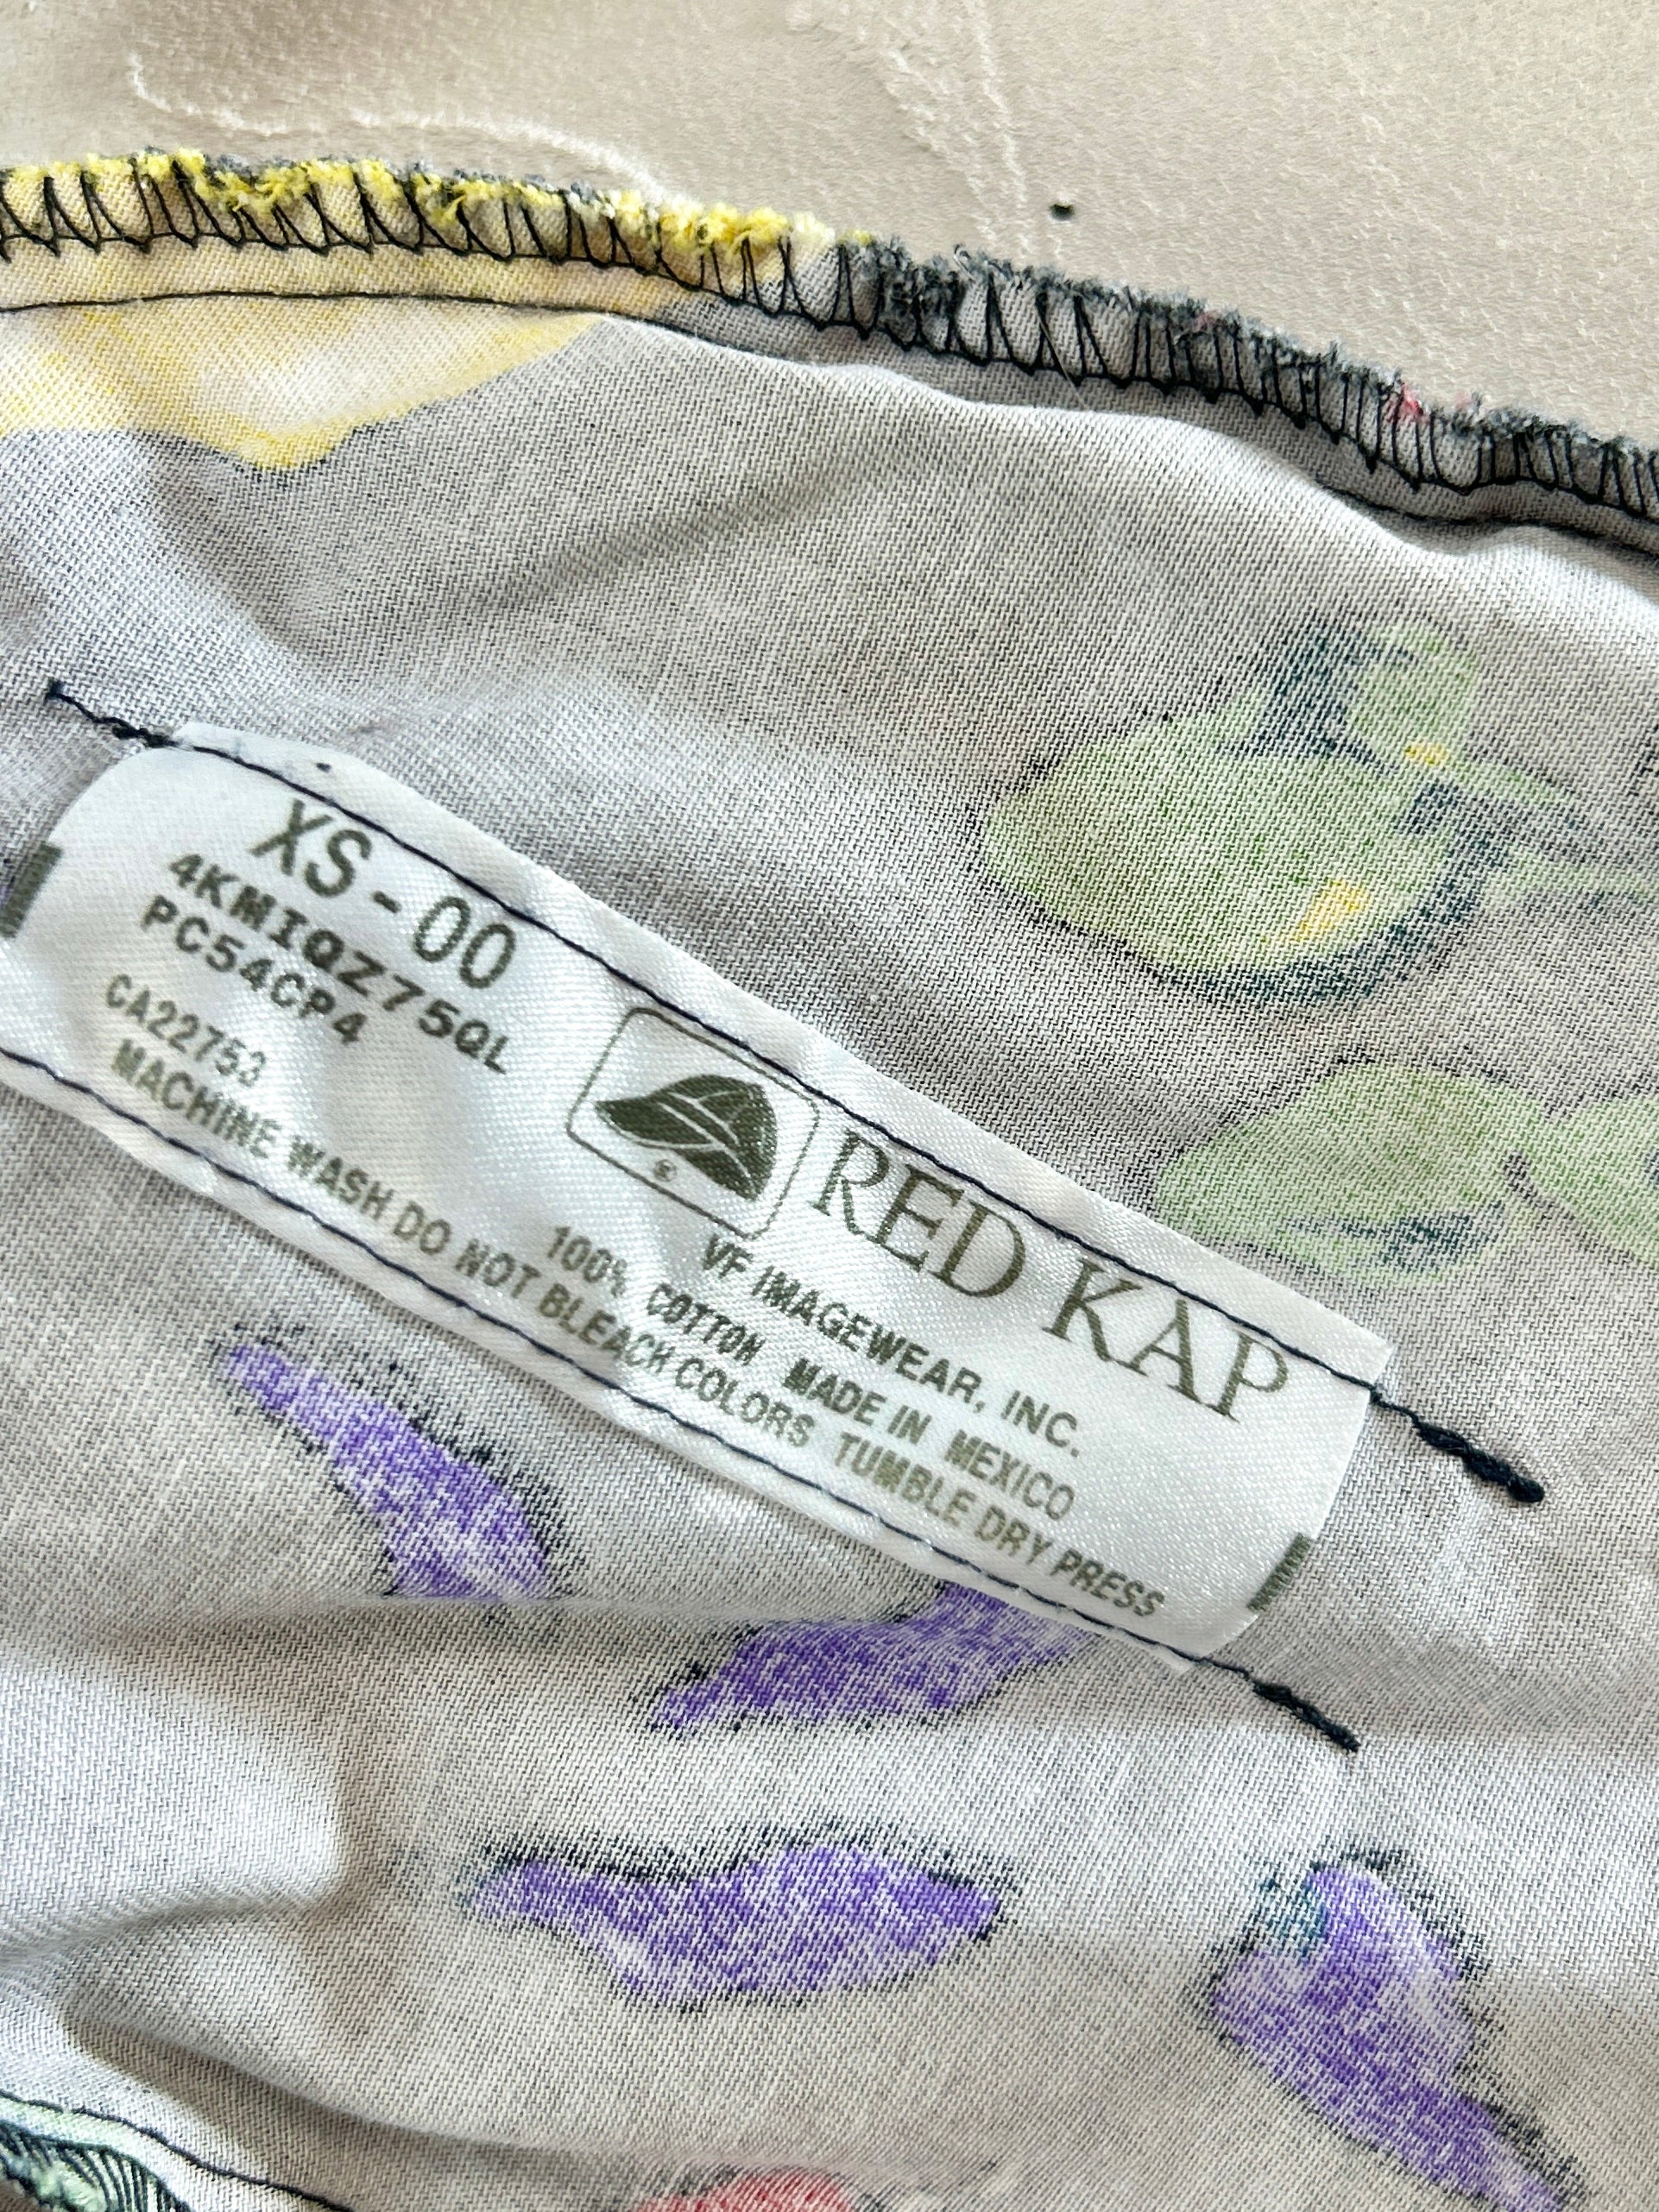 XS-00
4KMIQZ75QL
PC54CP4
CA22753
RED KAP
®
VF IMAGEWEAR, INC.
100% COTTON MADE IN MEXICO
MACHINE WASH DO NOT BLEACH COLORS TUMBLE DRY PRESS